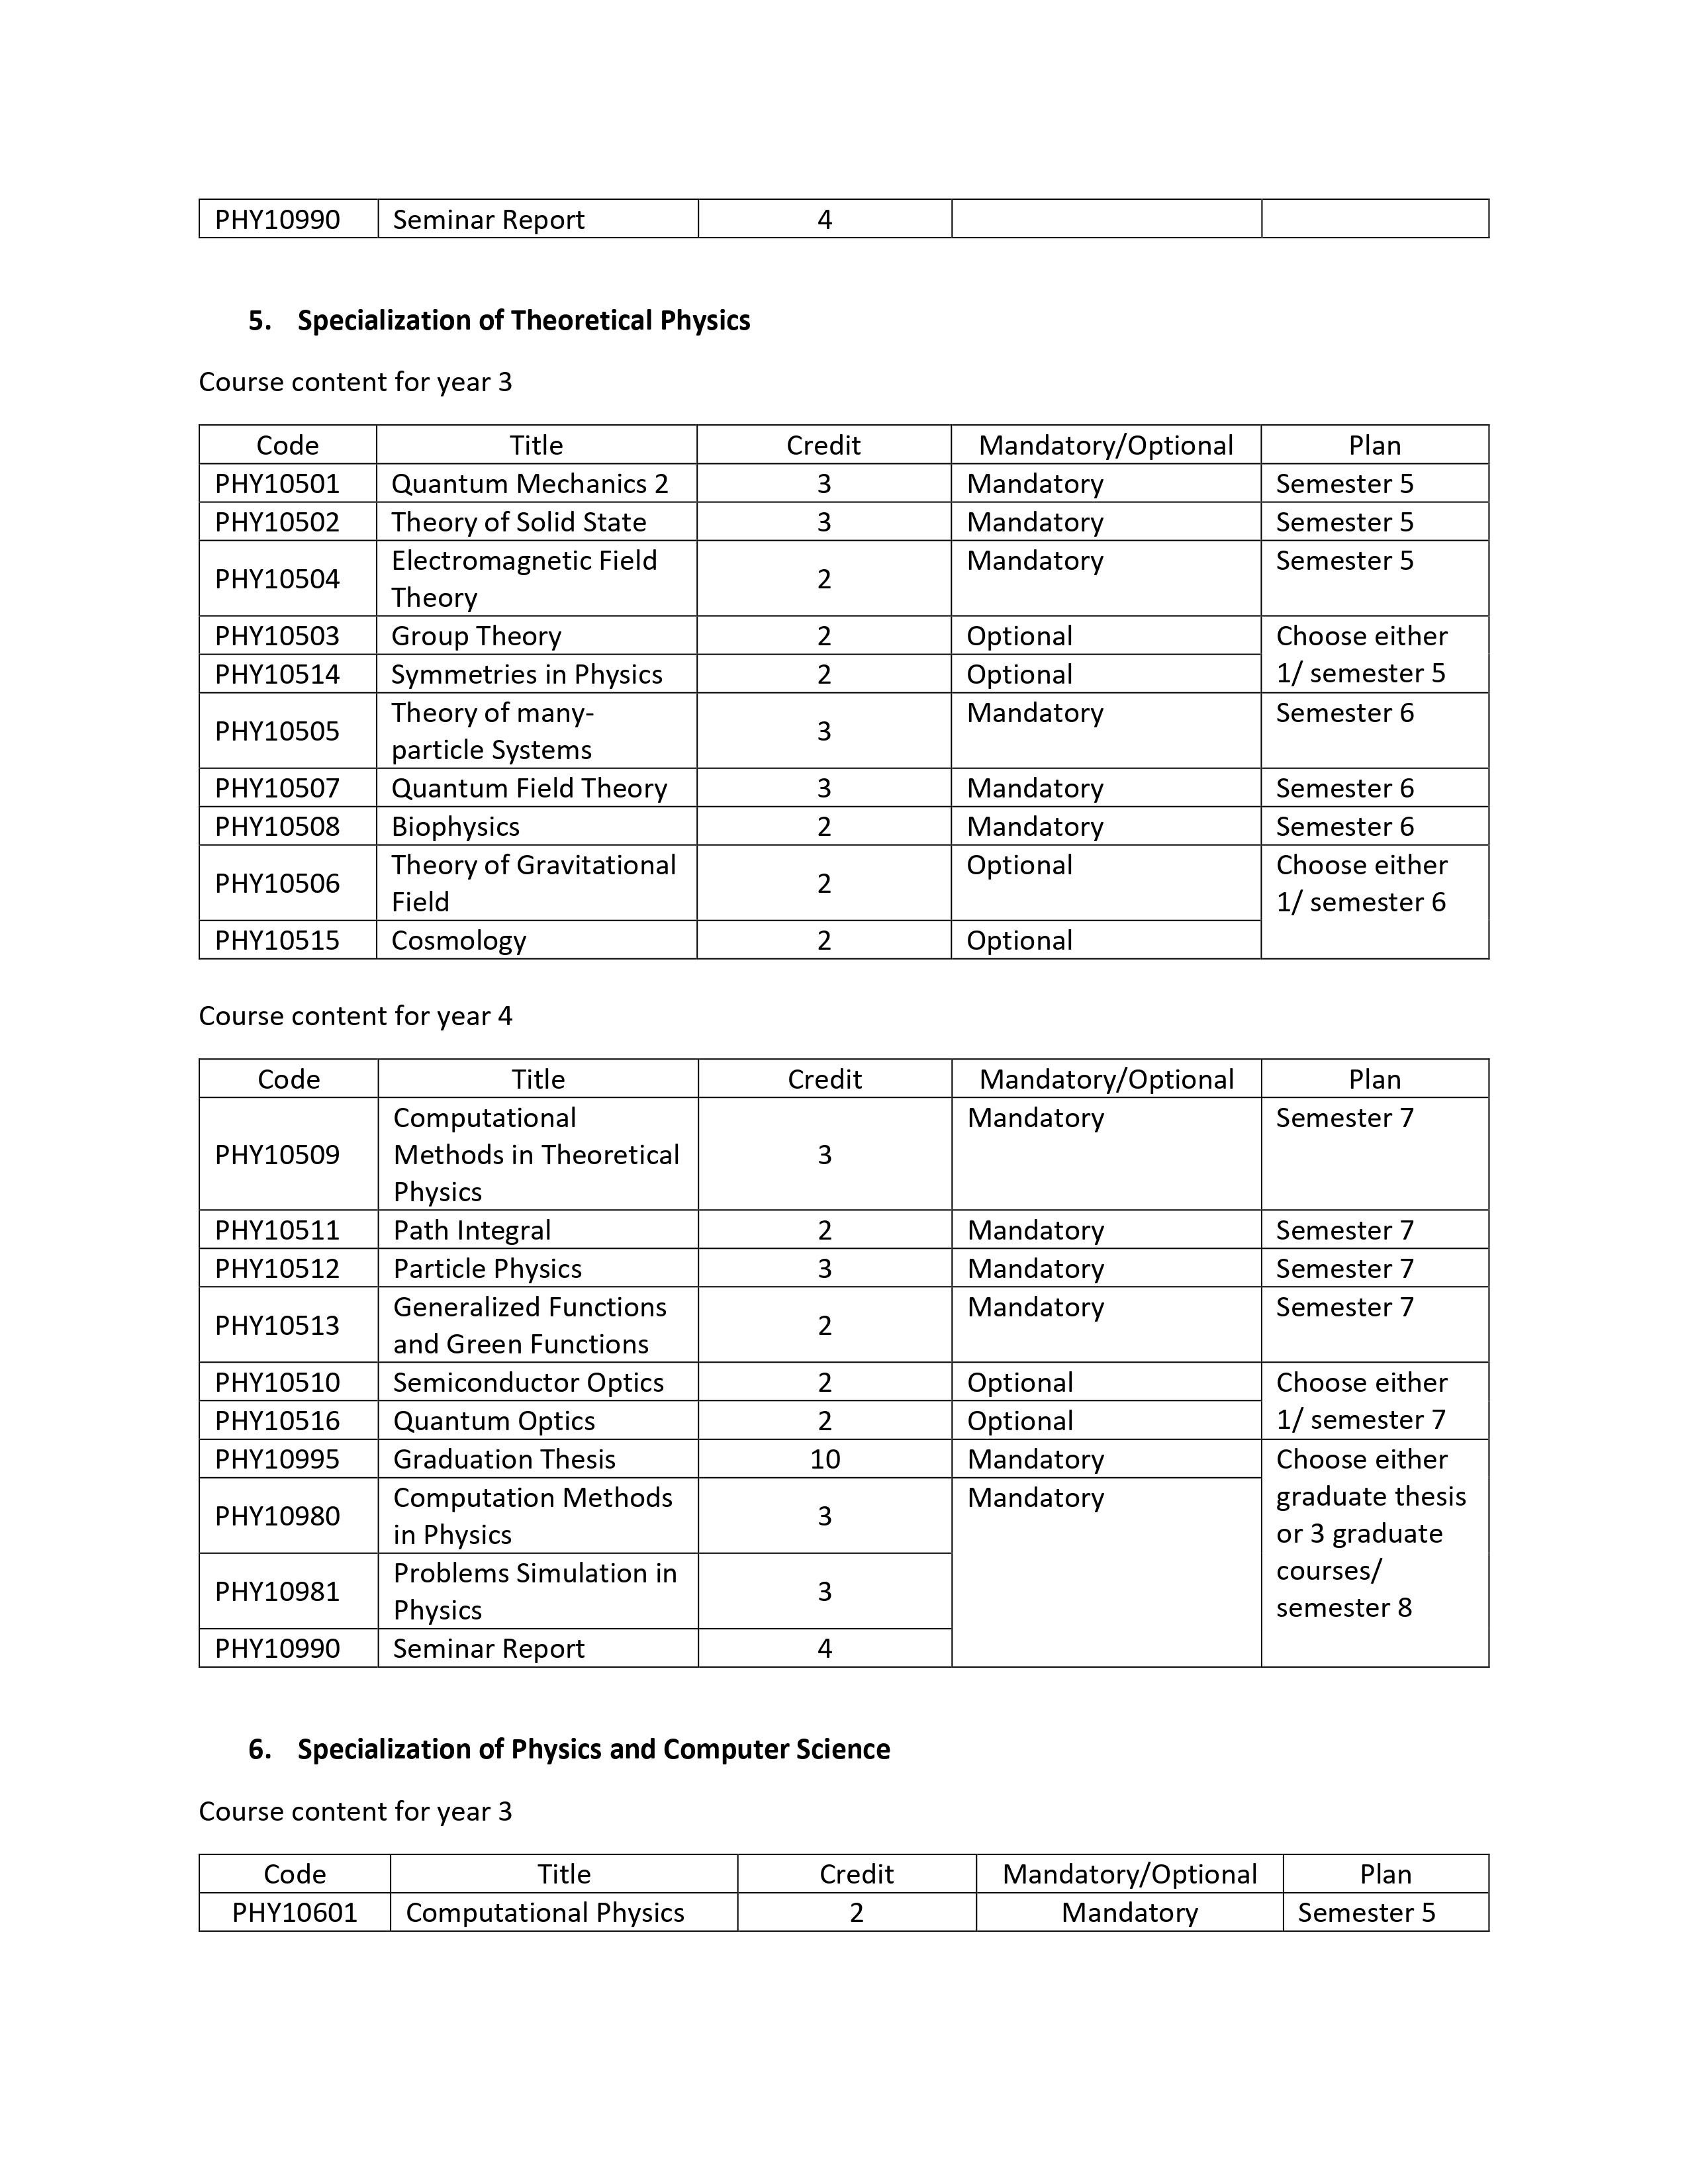 PHY10990 Seminar Report 4
5. Specialization of Theoretical Physics
Course content for year 3
Code Title Credit Mandatory/Optional Plan
PHY10501 Quantum Mechanics 2 3 Mandatory Semester 5
PHY10502 Theory of Solid State 3 Mandatory Semester 5
PHY10504 Electromagnetic Field Theory 2 Mandatory Semester 5
PHY10503 Group Theory 2 Optional Choose either
PHY10514 Symmetries in Physics 2 Optional 1/ semester 5
PHY10505 Theory of many-particle Systems 3 Mandatory Semester 6
PHY10507 Quantum Field Theory 3 Mandatory Semester 6
PHY10508 Biophysics 2 Mandatory Semester 6
PHY10506 Theory of Gravitational Field 2 Optional Choose either 1/ semester 6
PHY10515 Cosmology 2 Optional
Course content for year 4
Code Title Credit Mandatory/Optional Plan
PHY10509 Computational Methods in Theoretical Physics 3 Mandatory Semester 7
PHY10511 Path Integral 2 Mandatory Semester 7
PHY10512 Particle Physics 3 Mandatory Semester 7
PHY10513 Generalized Functions and Green Functions 2 Mandatory Semester 7
PHY10510 Semiconductor Optics 2 Optional Choose either
PHY10516 Quantum Optics 2 Optional 1/ semester 7
PHY10995 Graduation Thesis 10 Mandatory Choose either
PHY10980 Computation Methods in Physics 3 Mandatory graduate thesis or 3 graduate
PHY10981 Problems Simulation in Physics 3 courses/ semester 8
PHY10990 Seminar Report 4
6. Specialization of Physics and Computer Science
Course content for year 3
Code Title Credit Mandatory/Optional Plan
PHY10601 Computational Physics 2 Mandatory Semester 5